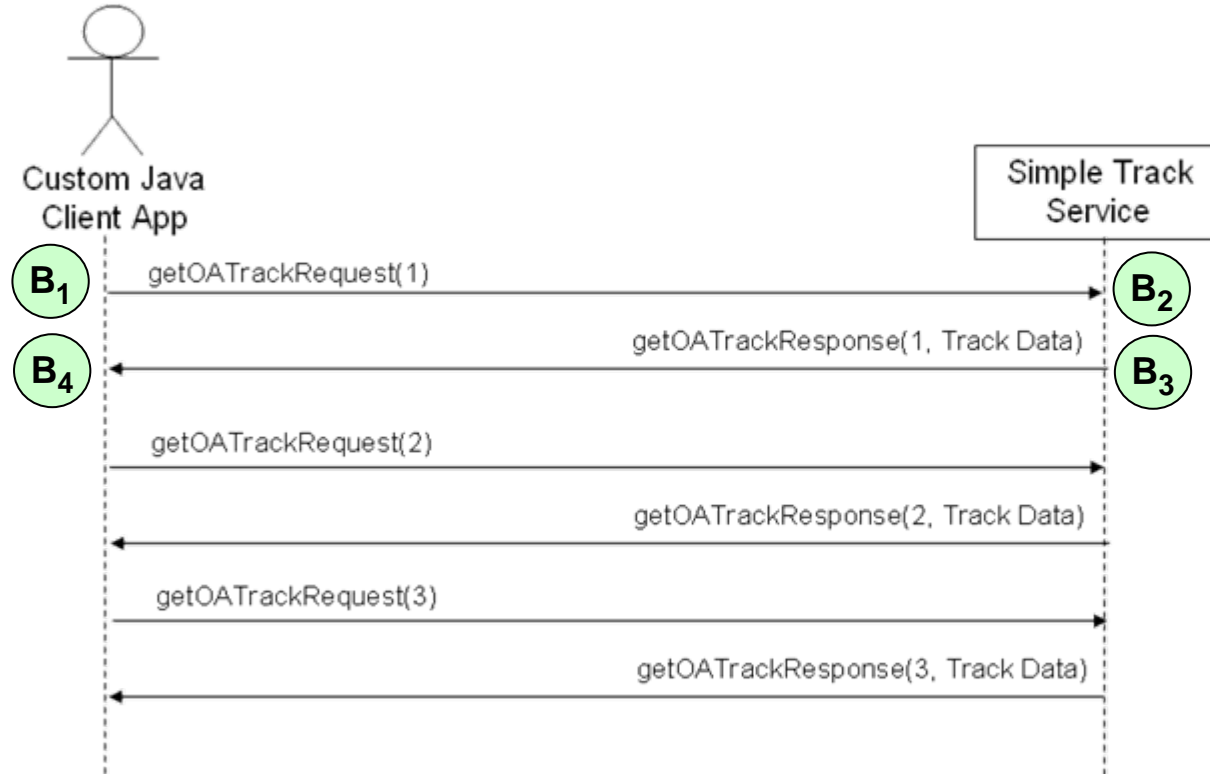 Custom Java
Client App
Simple Track
Service
B1
getOATrackRequest(1)
B2
getOATrackResponse(1, Track Data)
B4
B3
getOATrackRequest(2)
getOATrackResponse(2, Track Data)
getOATrackRequest(3)
getOATrackResponse(3, Track Data)